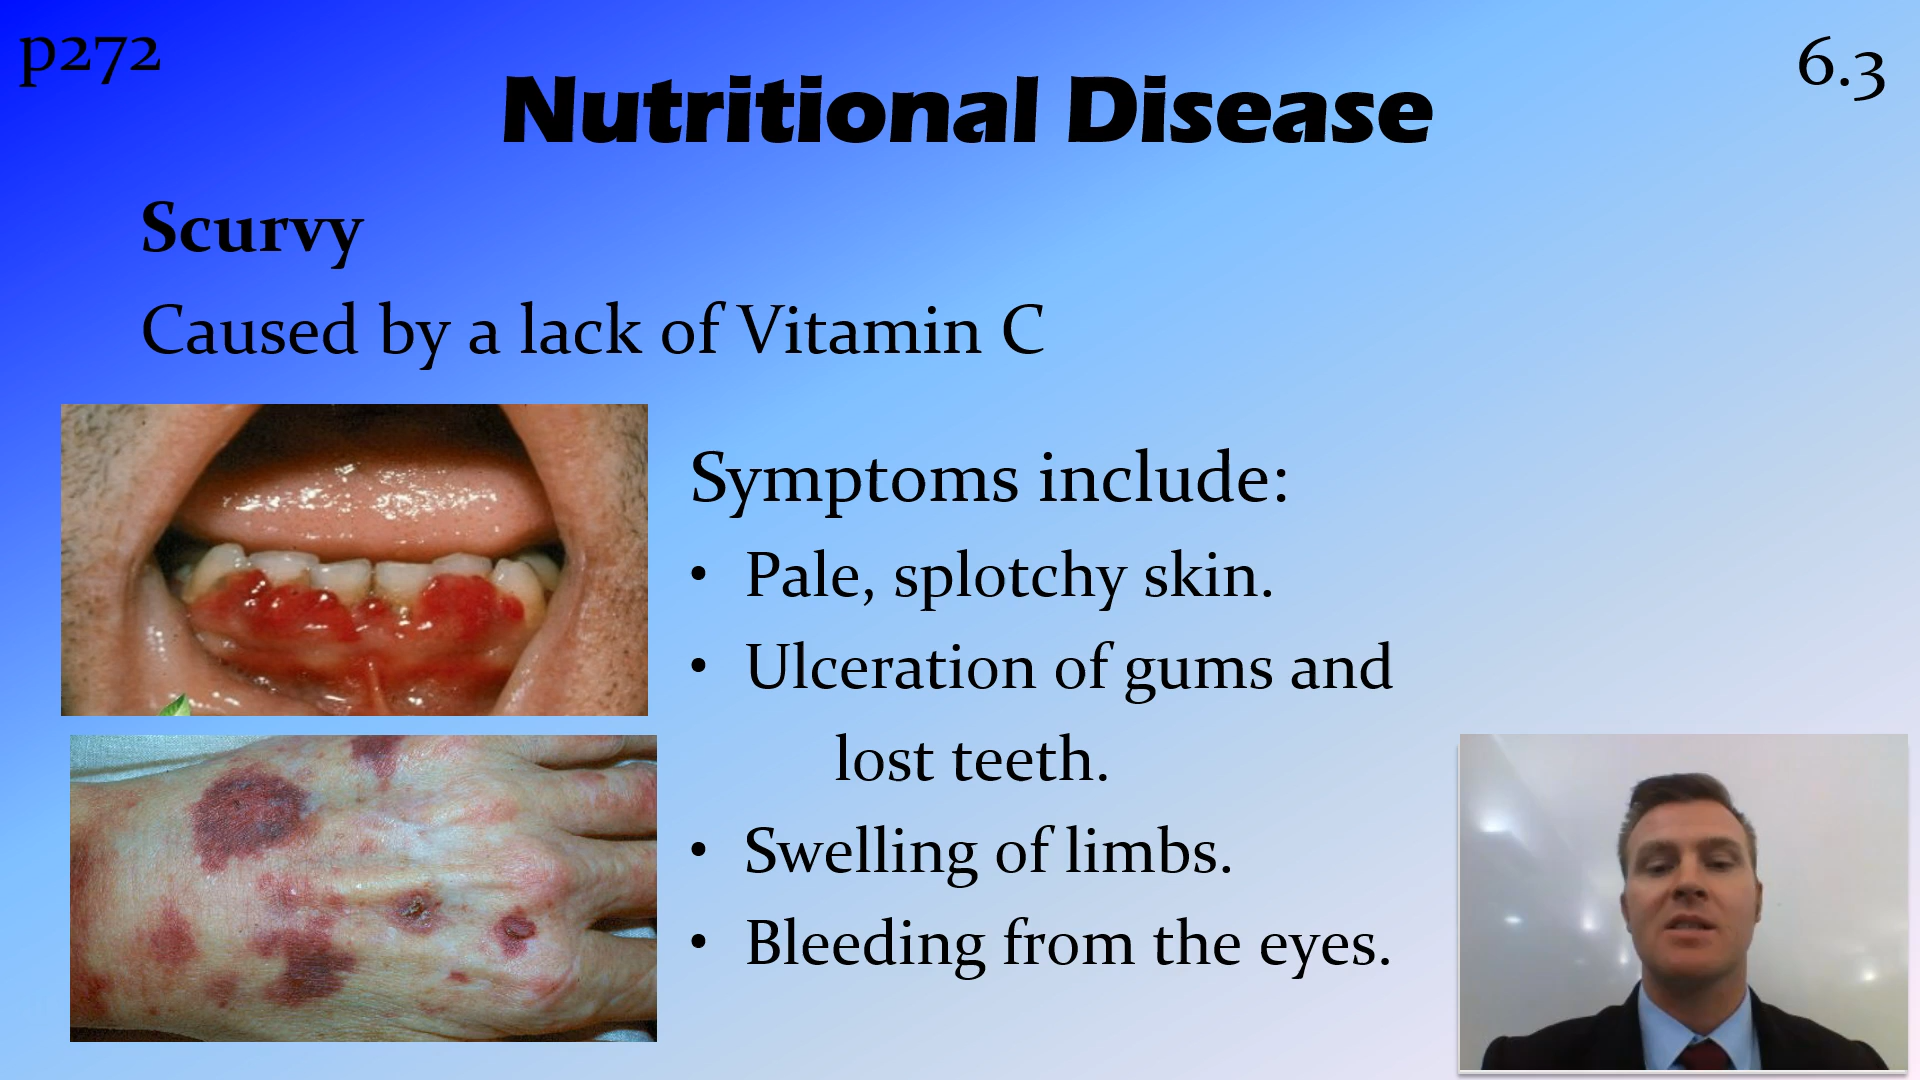 p272
6.3
Nutritional Disease
Scurvy
Caused by a lack of Vitamin C
Symptoms include:
• Pale, splotchy skin.
• Ulceration of gums and
lost teeth.
• Swelling of limbs.
• Bleeding from the eyes.